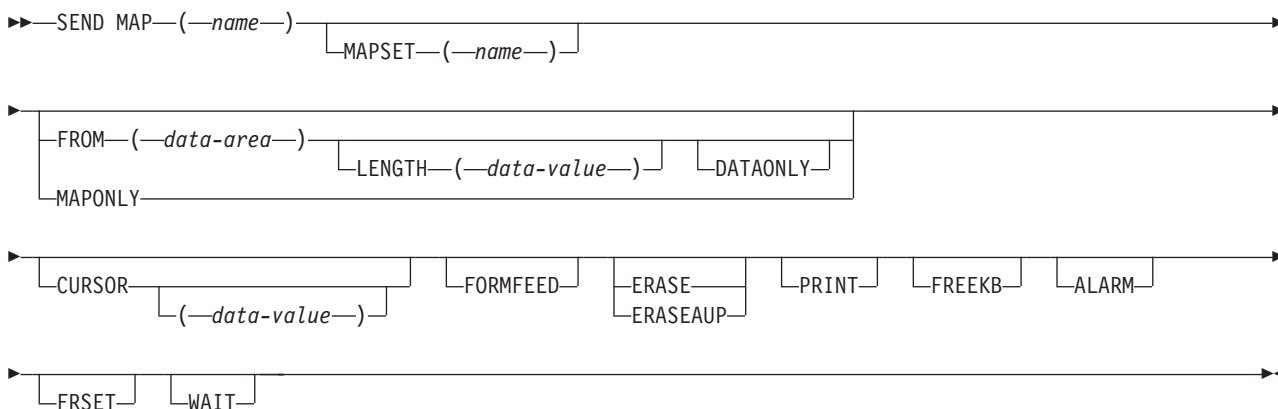 SEND MAP ( name )
MAPSET ( name )
FROM ( data-area )
LENGTH ( data-value ) DATAONLY
MAPONLY
CURSOR FORMFEED ERASE PRINT FREEKB ALARM
( data-value ) ERASEAUP
FRSET WAIT